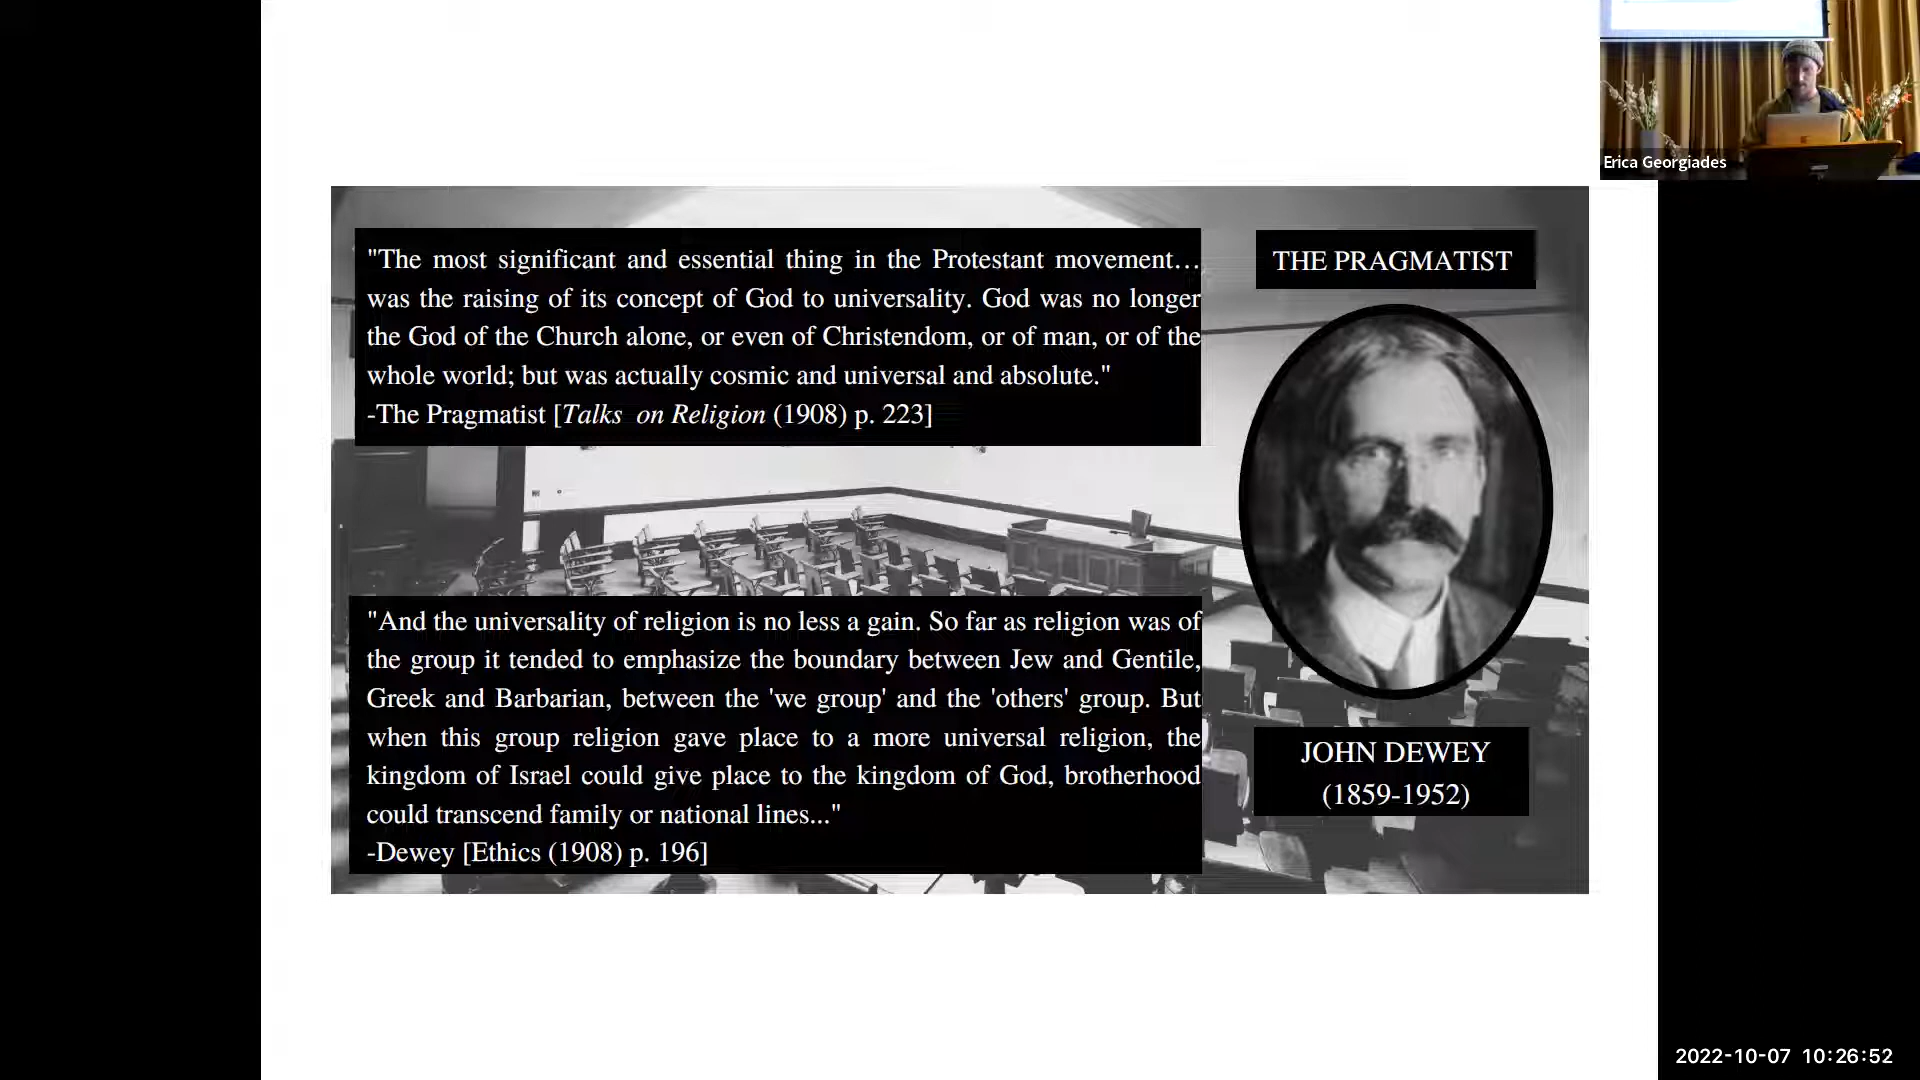 Erica Georgiades
"The most significant and essential thing in the Protestant movement…
was the raising of its concept of God to universality. God was no longer
the God of the Church alone, or even of Christendom, or of man, or of the
whole world; but was actually cosmic and universal and absolute."
-The Pragmatist [Talks on Religion (1908) p. 223]
THE PRAGMATIST
"And the universality of religion is no less a gain. So far as religion was of
the group it tended to emphasize the boundary between Jew and Gentile,
Greek and Barbarian, between the 'we group' and the 'others' group. But
when this group religion gave place to a more universal religion, the
kingdom of Israel could give place to the kingdom of God, brotherhood
could transcend family or national lines..."
-Dewey [Ethics (1908) p. 196]
JOHN DEWEY
(1859-1952)
2022-10-07 10:26:52